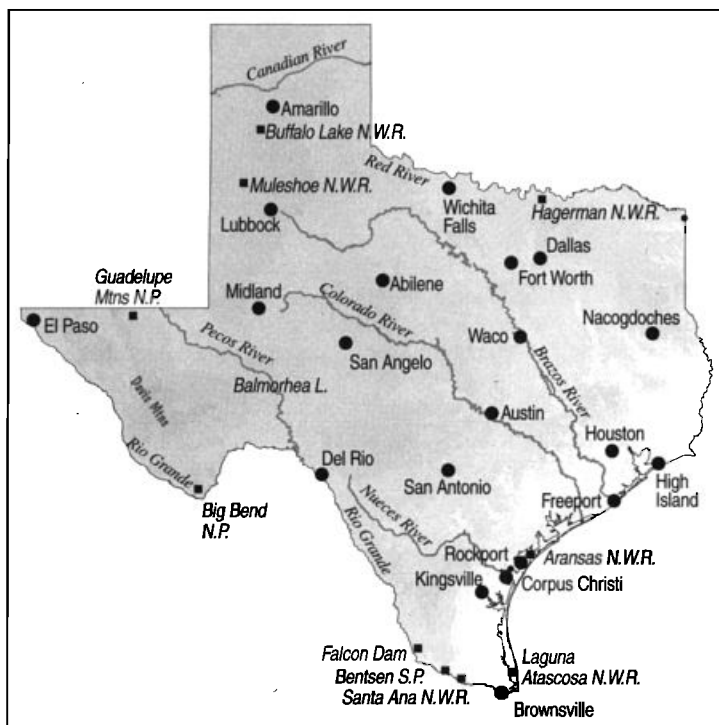 Canadian River
Amarillo
Buffalo Lake N.W.R.
Red River
Muleshoe N.W.R.
Wichita
Falls
Hagerman N.W.R.
Lubbock
Dallas
Fort Worth
Guadelupe
Mtns N.P.
Abilene
Midland
Colorado River
El Paso
Nacogdoches
Pecos River
Waco
San Angelo
Brazos River
Balmorhea L.
Davis Mtns
Austin
Houston
Rio Grande
Del Rio
San Antonio
High
Island
Freeport
Big Bend
N.P.
Nueces River
Rio Grande
Rockport
Aransas N.W.R.
Kingsville
Corpus Christi
Falcon Dam
Bentsen S.P.
Santa Ana N.W.R.
Laguna
Atascosa N.W.R.
Brownsville